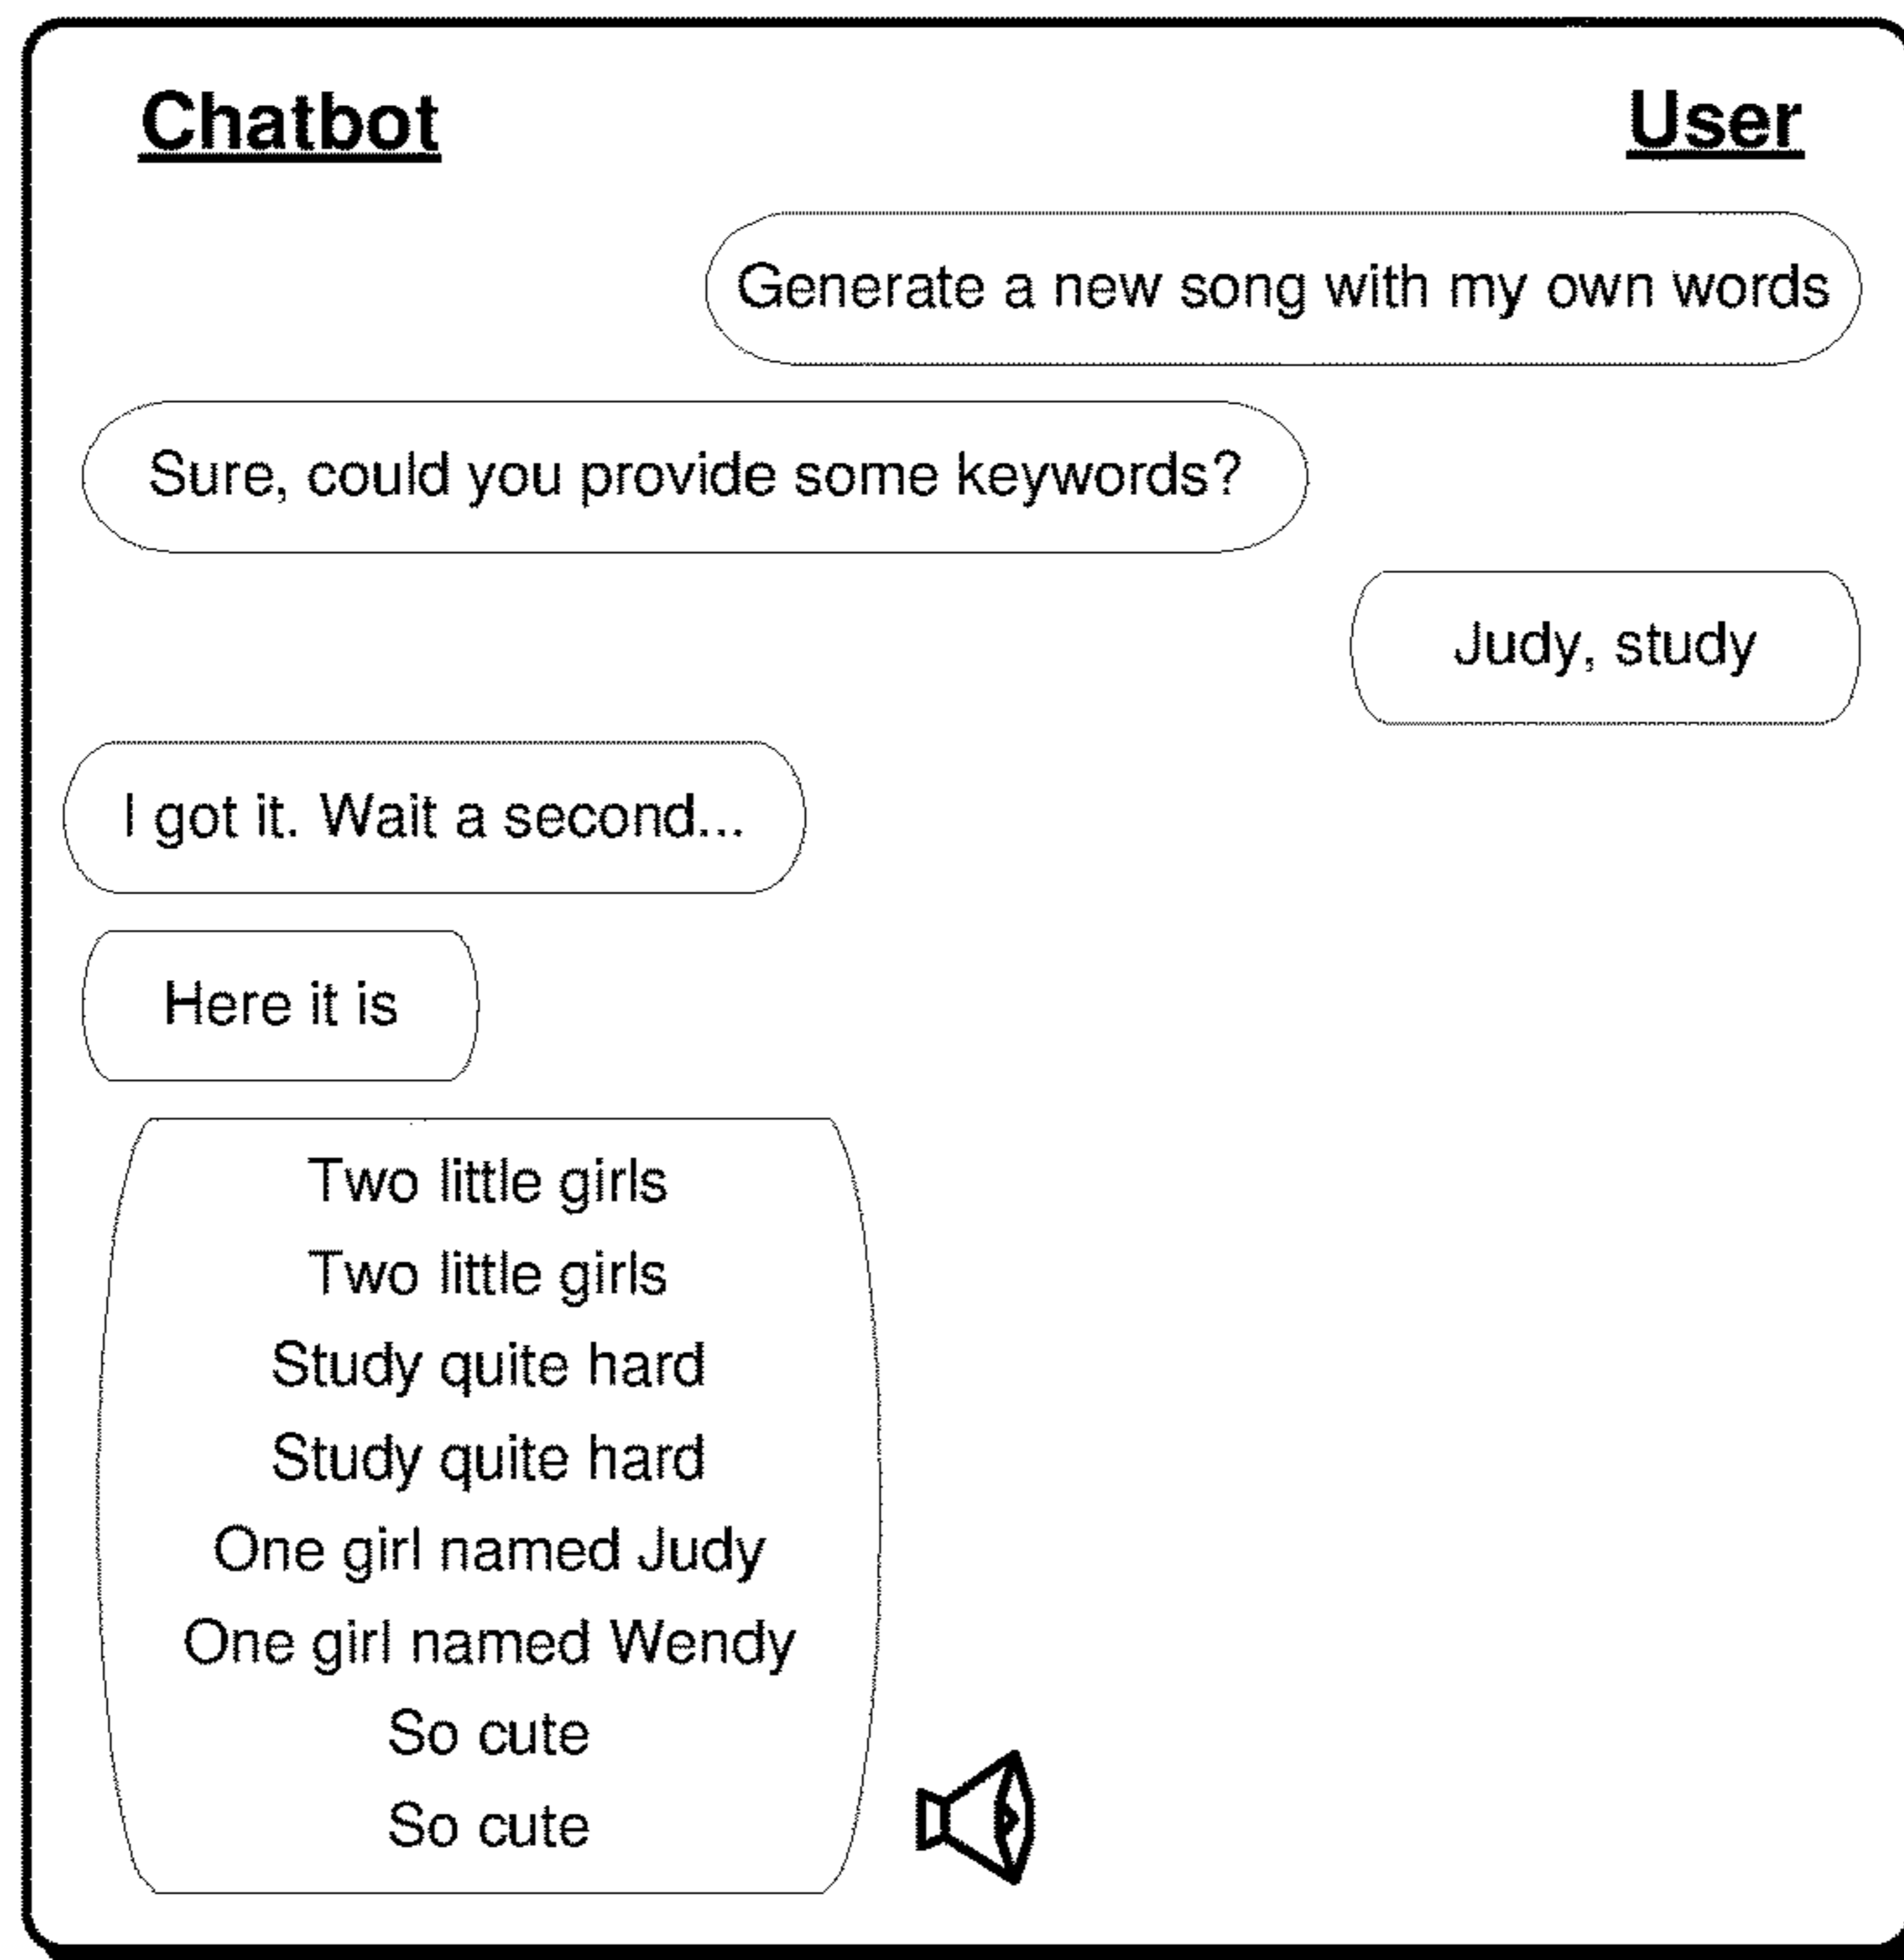 Chatbot
User
Generate a new song with my own words
Sure, could you provide some keywords?
Judy, study
I got it. Wait a second...
Here it is
Two little girls
Two little girls
Study quite hard
Study quite hard
One girl named Judy
One girl named Wendy
So cute
So cute